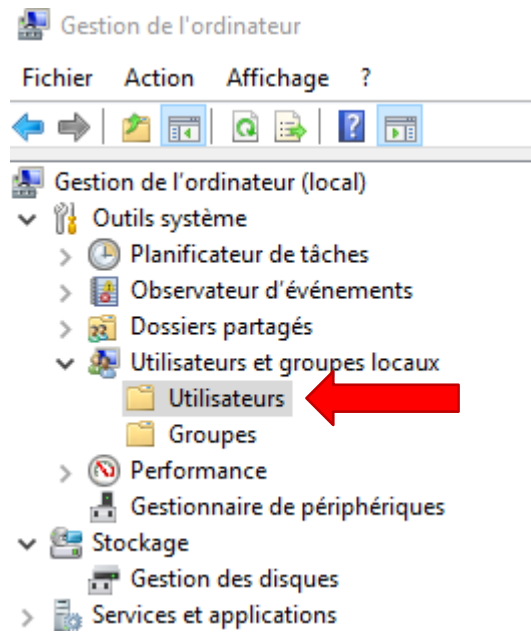 Gestion de l'ordinateur
Fichier Action Affichage ?
Gestion de l'ordinateur (local)
Outils système
Planificateur de tâches
Observateur d'événements
Dossiers partagés
Utilisateurs et groupes locaux
Utilisateurs
Groupes
Performance
Gestionnaire de périphériques
Stockage
Gestion des disques
Services et applications